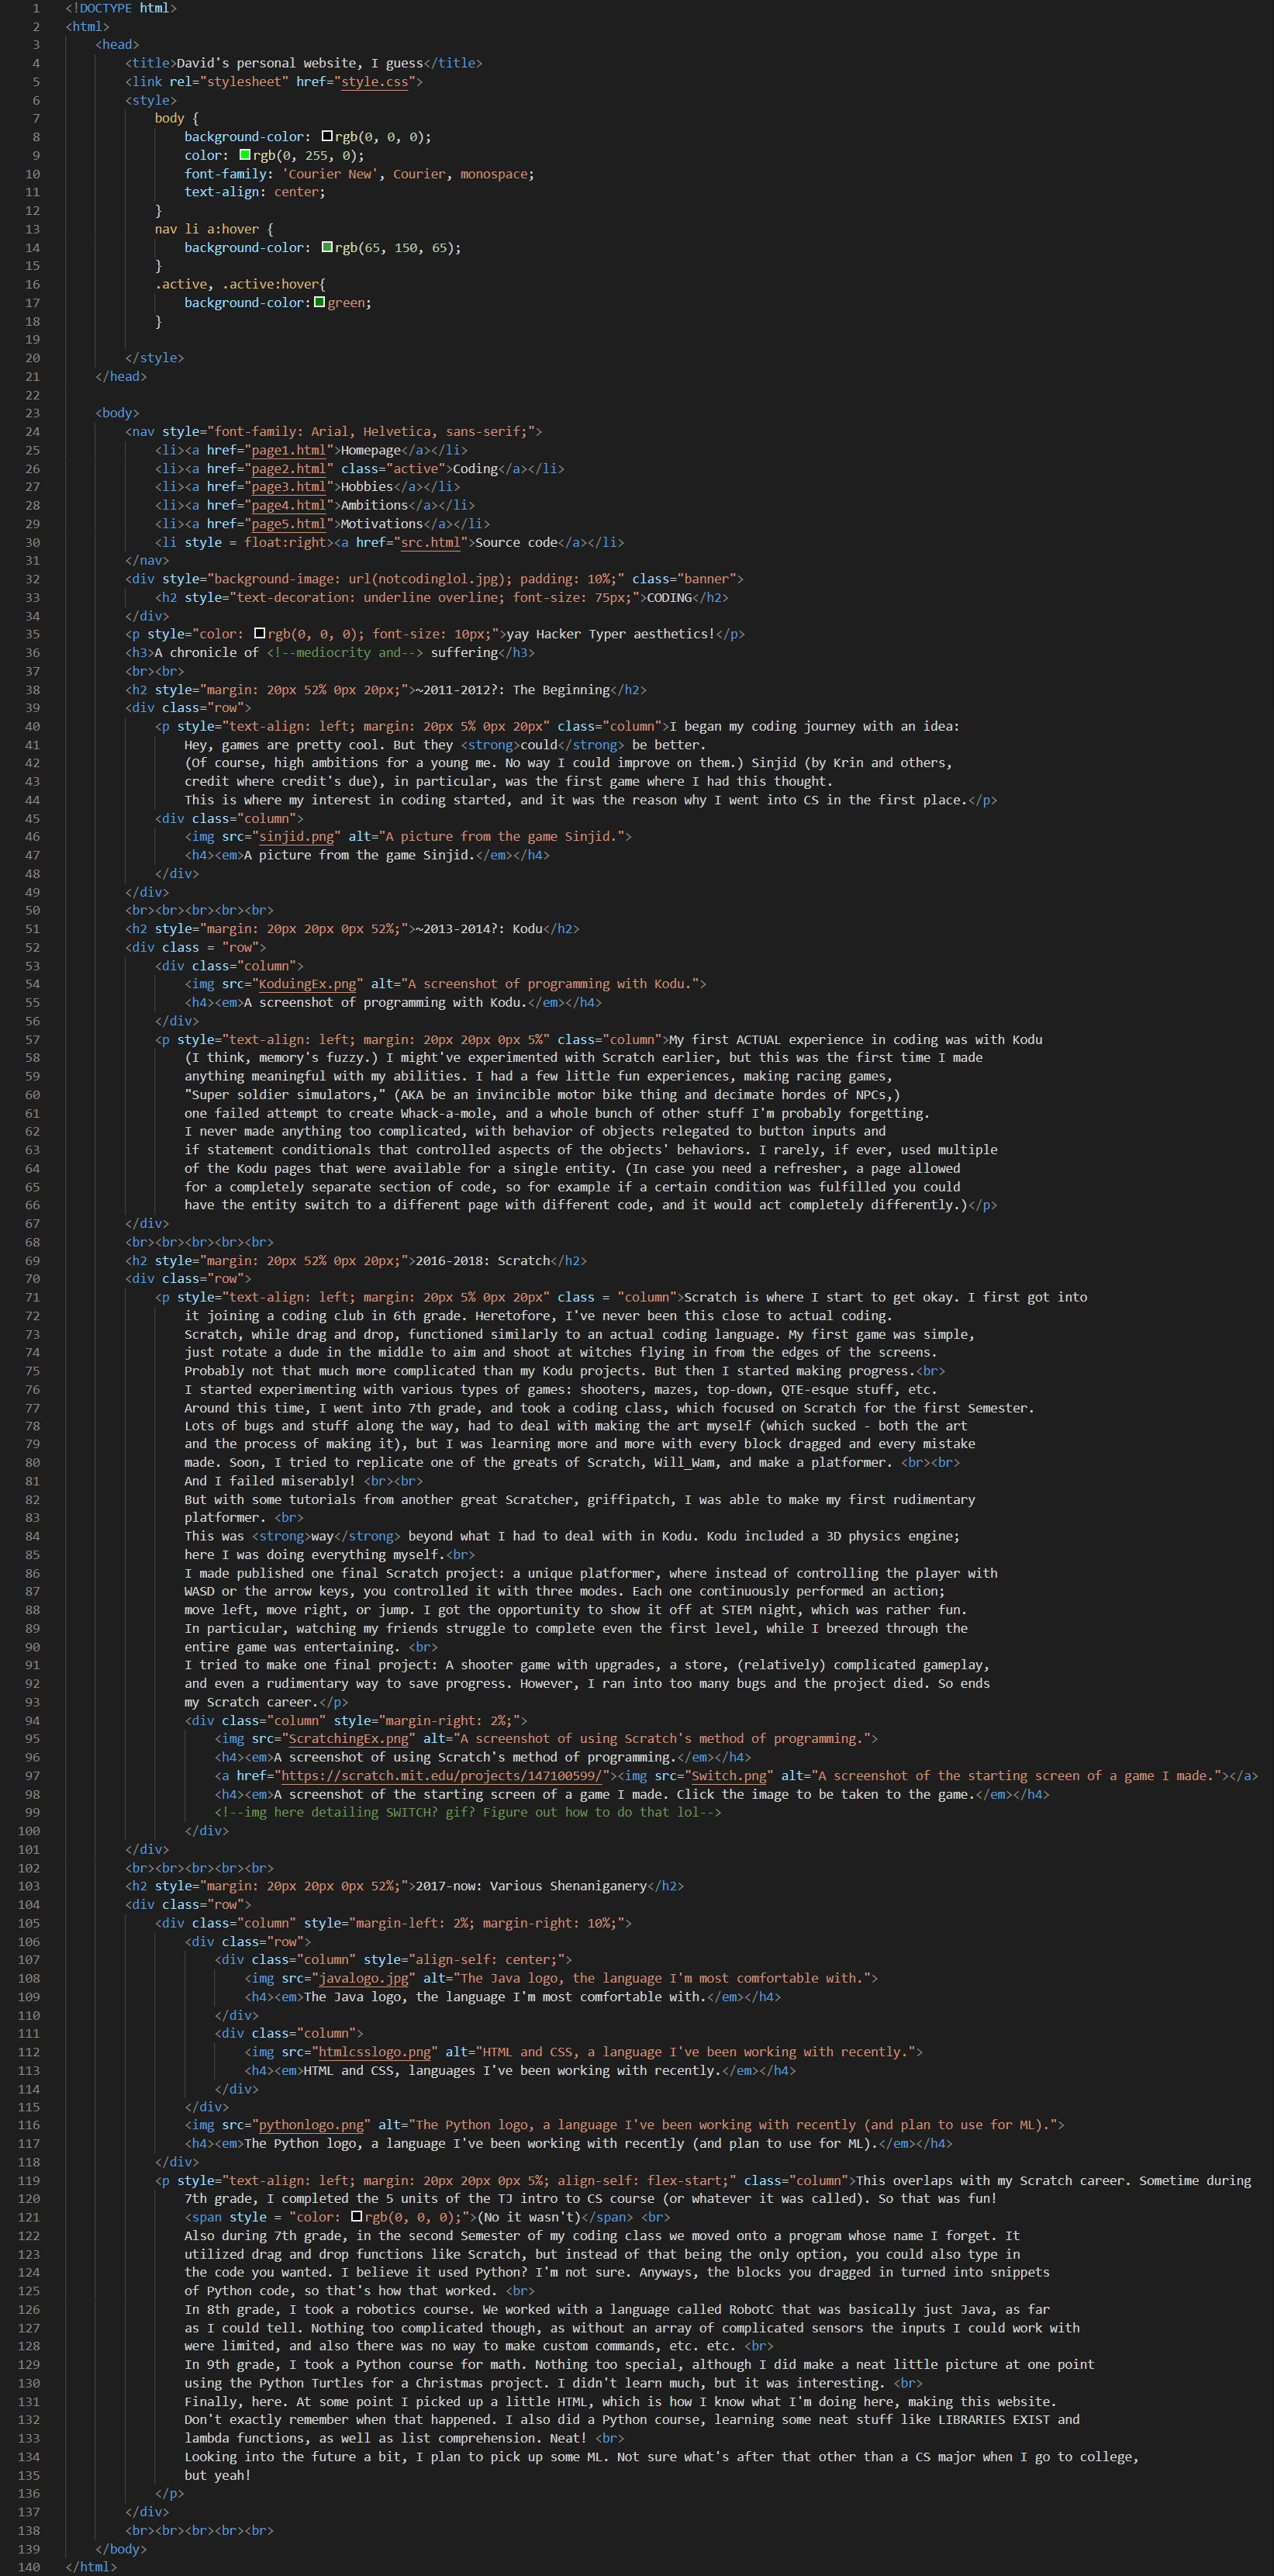 1 <!DOCTYPE html>
2 <html>
3 <head>
4 <title>David's personal website, I guess</title>
5 <link rel="stylesheet" href="style.css">
6 <style>
7 body {
8 background-color: rgb(0, 0, 0);
9 color: rgb(0, 255, 0);
10 font-family: 'Courier New', Courier, monospace;
11 text-align: center;
12 }
13 nav li a:hover {
14 background-color: rgb(65, 150, 65);
15 }
16 .active, .active:hover{
17 background-color:green;
18 }
19
20 </style>
21 </head>
22
23 <body>
24 <nav style="font-family: Arial, Helvetica, sans-serif;">
25 <li><a href="page1.html">Homepage</a></li>
26 <li><a href="page2.html" class="active">Coding</a></li>
27 <li><a href="page3.html">Hobbies</a></li>
28 <li><a href="page4.html">Ambitions</a></li>
29 <li><a href="page5.html">Motivations</a></li>
30 <li style = float:right><a href="src.html">Source code</a></li>
31 </nav>
32 <div style="background-image: url(notcodinglol.jpg); padding: 10%;" class="banner">
33 <h2 style="text-decoration: underline overline; font-size: 75px;">CODING</h2>
34 </div>
35 <p style="color: rgb(0, 0, 0); font-size: 10px;">yay Hacker Typer aesthetics!</p>
36 <h3>A chronicle of <!--mediocrity and--> suffering</h3>
37 <br><br>
38 <h2 style="margin: 20px 52% 0px 20px;">~2011-2012?: The Beginning</h2>
39 <div class="row">
40 <p style="text-align: left; margin: 20px 5% 0px 20px" class="column">I began my coding journey with an idea:
41 Hey, games are pretty cool. But they <strong>could</strong> be better.
42 (Of course, high ambitions for a young me. No way I could improve on them.) Sinjid (by Krin and others,
43 credit where credit's due), in particular, was the first game where I had this thought.
44 This is where my interest in coding started, and it was the reason why I went into CS in the first place.</p>
45 <div class="column">
46 <img src="sinjid.png" alt="A picture from the game Sinjid.">
47 <h4><em>A picture from the game Sinjid.</em></h4>
48 </div>
49 </div>
50 <br><br><br><br><br>
51 <h2 style="margin: 20px 20px 0px 52%;">~2013-2014?: Kodu</h2>
52 <div class = "row">
53 <div class="column">
54 <img src="KoduingEx.png" alt="A screenshot of programming with Kodu.">
55 <h4><em>A screenshot of programming with Kodu.</em></h4>
56 </div>
57 <p style="text-align: left; margin: 20px 20px 0px 5%" class="column">My first ACTUAL experience in coding was with Kodu
58 (I think, memory's fuzzy.) I might've experimented with Scratch earlier, but this was the first time I made
59 anything meaningful with my abilities. I had a few little fun experiences, making racing games,
60 "Super soldier simulators," (AKA be an invincible motor bike thing and decimate hordes of NPCs,)
61 one failed attempt to create Whack-a-mole, and a whole bunch of other stuff I'm probably forgetting.
62 I never made anything too complicated, with behavior of objects relegated to button inputs and
63 if statement conditionals that controlled aspects of the objects' behaviors. I rarely, if ever, used multiple
64 of the Kodu pages that were available for a single entity. (In case you need a refresher, a page allowed
65 for a completely separate section of code, so for example if a certain condition was fulfilled you could
66 have the entity switch to a different page with different code, and it would act completely differently.)</p>
67 </div>
68 <br><br><br><br><br>
69 <h2 style="margin: 20px 52% 0px 20px;">2016-2018: Scratch</h2>
70 <div class="row">
71 <p style="text-align: left; margin: 20px 5% 0px 20px" class = "column">Scratch is where I start to get okay. I first got into
72 it joining a coding club in 6th grade. Heretofore, I've never been this close to actual coding.
73 Scratch, while drag and drop, functioned similarly to an actual coding language. My first game was simple,
74 just rotate a dude in the middle to aim and shoot at witches flying in from the edges of the screens.
75 Probably not that much more complicated than my Kodu projects. But then I started making progress.<br>
76 I started experimenting with various types of games: shooters, mazes, top-down, QTE-esque stuff, etc.
77 Around this time, I went into 7th grade, and took a coding class, which focused on Scratch for the first Semester.
78 Lots of bugs and stuff along the way, had to deal with making the art myself (which sucked - both the art
79 and the process of making it), but I was learning more and more with every block dragged and every mistake
80 made. Soon, I tried to replicate one of the greats of Scratch, Will_Wam, and make a platformer. <br><br>
81 And I failed miserably! <br><br>
82 But with some tutorials from another great Scratcher, griffipatch, I was able to make my first rudimentary
83 platformer. <br>
84 This was <strong>way</strong> beyond what I had to deal with in Kodu. Kodu included a 3D physics engine;
85 here I was doing everything myself.<br>
86 I made published one final Scratch project: a unique platformer, where instead of controlling the player with
87 WASD or the arrow keys, you controlled it with three modes. Each one continuously performed an action;
88 move left, move right, or jump. I got the opportunity to show it off at STEM night, which was rather fun.
89 In particular, watching my friends struggle to complete even the first level, while I breezed through the
90 entire game was entertaining. <br>
91 I tried to make one final project: A shooter game with upgrades, a store, (relatively) complicated gameplay,
92 and even a rudimentary way to save progress. However, I ran into too many bugs and the project died. So ends
93 my Scratch career.</p>
94 <div class="column" style="margin-right: 2%;">
95 <img src="ScratchingEx.png" alt="A screenshot of using Scratch's method of programming.">
96 <h4><em>A screenshot of using Scratch's method of programming.</em></h4>
97 <a href="https://scratch.mit.edu/projects/147100599/"><img src="Switch.png" alt="A screenshot of the starting screen of a game I made."></a>
98 <h4><em>A screenshot of the starting screen of a game I made. Click the image to be taken to the game.</em></h4>
99 <!--img here detailing SWITCH? gif? Figure out how to do that lol-->
100 </div>
101 </div>
102 <br><br><br><br><br>
103 <h2 style="margin: 20px 20px 0px 52%;">2017-now: Various Shenaniganery</h2>
104 <div class="row">
105 <div class="column" style="margin-left: 2%; margin-right: 10%;">
106 <div class="row">
107 <div class="column" style="align-self: center;">
108 <img src="javalogo.jpg" alt="The Java logo, the language I'm most comfortable with.">
109 <h4><em>The Java logo, the language I'm most comfortable with.</em></h4>
110 </div>
111 <div class="column">
112 <img src="htmlcsslogo.png" alt="HTML and CSS, a language I've been working with recently.">
113 <h4><em>HTML and CSS, languages I've been working with recently.</em></h4>
114 </div>
115 </div>
116 <img src="pythonlogo.png" alt="The Python logo, a language I've been working with recently (and plan to use for ML).">
117 <h4><em>The Python logo, a language I've been working with recently (and plan to use for ML).</em></h4>
118 </div>
119 <p style="text-align: left; margin: 20px 20px 0px 5%; align-self: flex-start;" class="column">This overlaps with my Scratch career. Sometime during
120 7th grade, I completed the 5 units of the TJ intro to CS course (or whatever it was called). So that was fun!
121 <span style = "color: rgb(0, 0, 0);">(No it wasn't)</span> <br>
122 Also during 7th grade, in the second Semester of my coding class we moved onto a program whose name I forget. It
123 utilized drag and drop functions like Scratch, but instead of that being the only option, you could also type in
124 the code you wanted. I believe it used Python? I'm not sure. Anyways, the blocks you dragged in turned into snippets
125 of Python code, so that's how that worked. <br>
126 In 8th grade, I took a robotics course. We worked with a language called RobotC that was basically just Java, as far
127 as I could tell. Nothing too complicated though, as without an array of complicated sensors the inputs I could work with
128 were limited, and also there was no way to make custom commands, etc. etc. <br>
129 In 9th grade, I took a Python course for math. Nothing too special, although I did make a neat little picture at one point
130 using the Python Turtles for a Christmas project. I didn't learn much, but it was interesting. <br>
131 Finally, here. At some point I picked up a little HTML, which is how I know what I'm doing here, making this website.
132 Don't exactly remember when that happened. I also did a Python course, learning some neat stuff like LIBRARIES EXIST and
133 lambda functions, as well as list comprehension. Neat! <br>
134 Looking into the future a bit, I plan to pick up some ML. Not sure what's after that other than a CS major when I go to college,
135 but yeah!
136 </p>
137 </div>
138 <br><br><br><br><br>
139 </body>
140 </html>